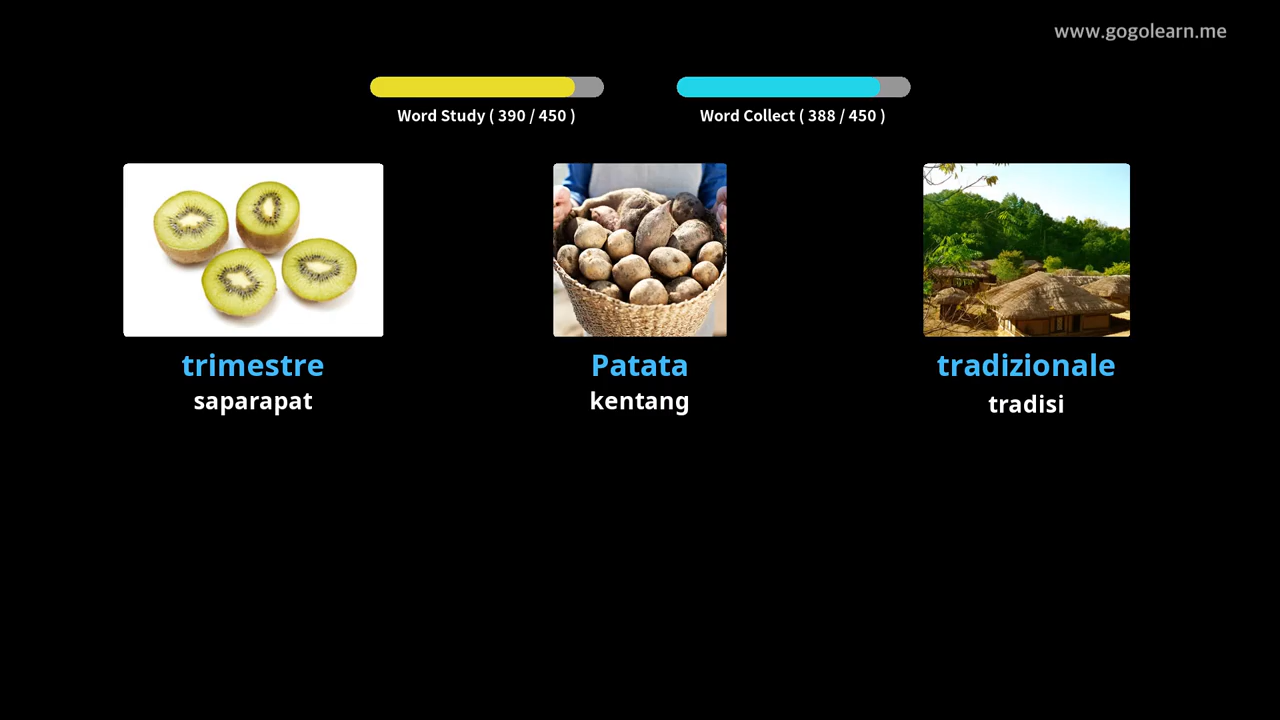 www.gogolearn.me
Word Study ( 390 / 450 )
Word Collect ( 388 / 450 )
trimestre
saparapat
Patata
kentang
tradizionale
tradisi